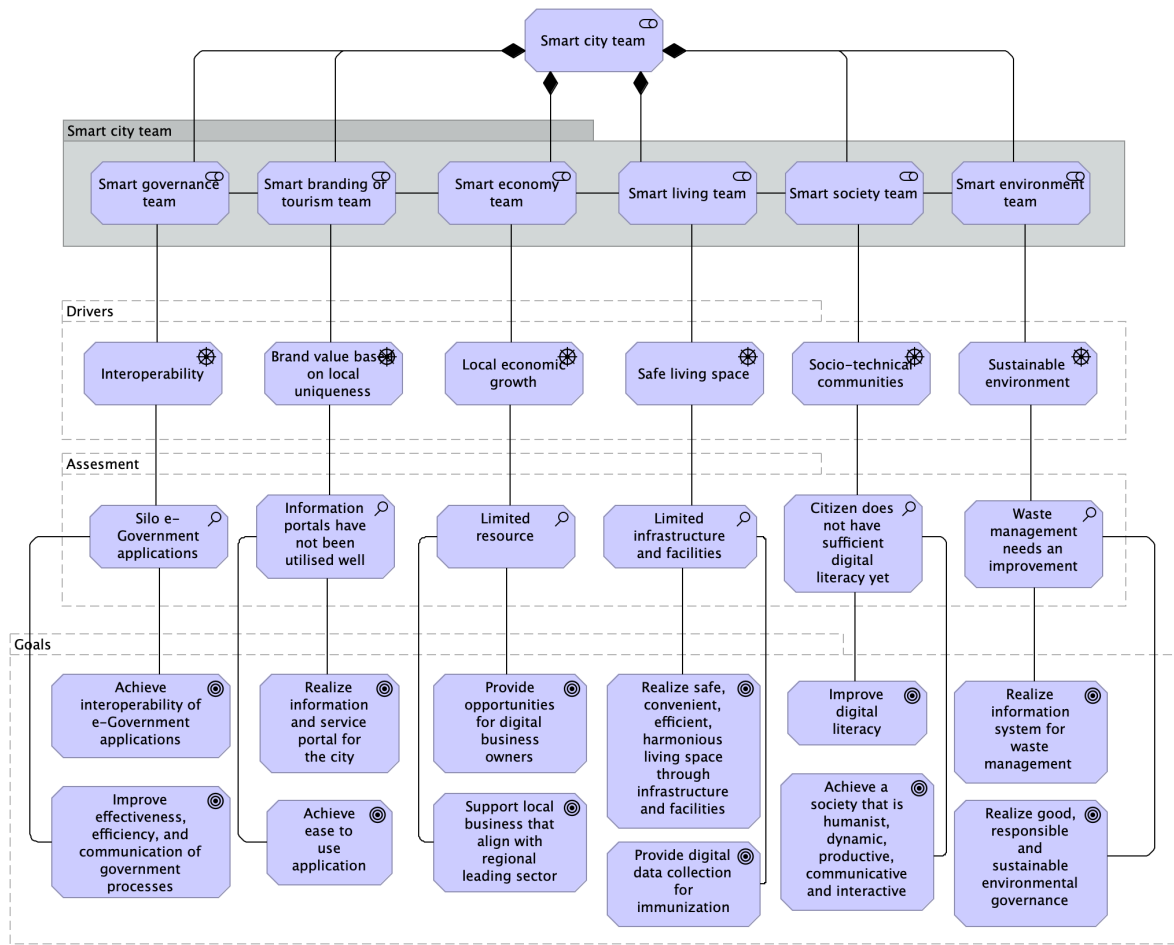 Smart city team
Smart city team
Smart governance
team
Smart branding or
tourism team
Smart economy
team
Smart living team
Smart society team
Smart environment
team
Drivers
Interoperability
Brand value based
on local
uniqueness
Local economic
growth
Safe living space
Socio-technical
communities
Sustainable
environment
Assesment
Silo e-
Government
applications
Information
portals have
not been
utilised well
Limited
resource
Limited
infrastructure
and facilities
Citizen does
not have
sufficient
digital
literacy yet
Waste
management
needs an
improvement
Goals
Achieve
interoperability of
e-Government
applications
Realize
information
and service
portal for
the city
Provide
opportunities
for digital
business
owners
Realize safe,
convenient,
efficient,
harmonious
living space
through
infrastructure
and facilities
Improve
digital
literacy
Realize
information
system for
waste
management
Improve
effectiveness,
efficiency, and
communication of
government
processes
Achieve
ease to
use
application
Support local
business that
align with
regional
leading sector
Provide digital
data collection
for
immunization
Achieve a
society that is
humanist,
dynamic,
productive,
communicative
and interactive
Realize good,
responsible
and
sustainable
environmental
governance